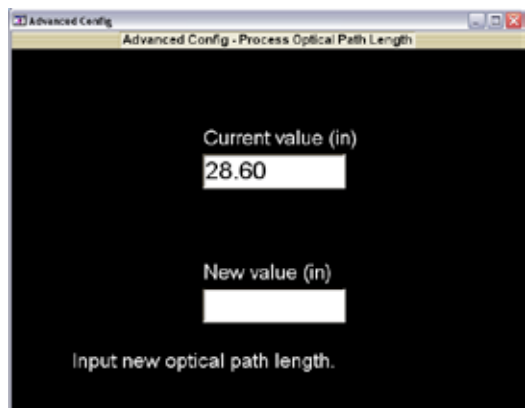 Advanced Config
Advanced Config - Process Optical Path Length
Current value (in)
28.60
New value (in)
Input new optical path length.